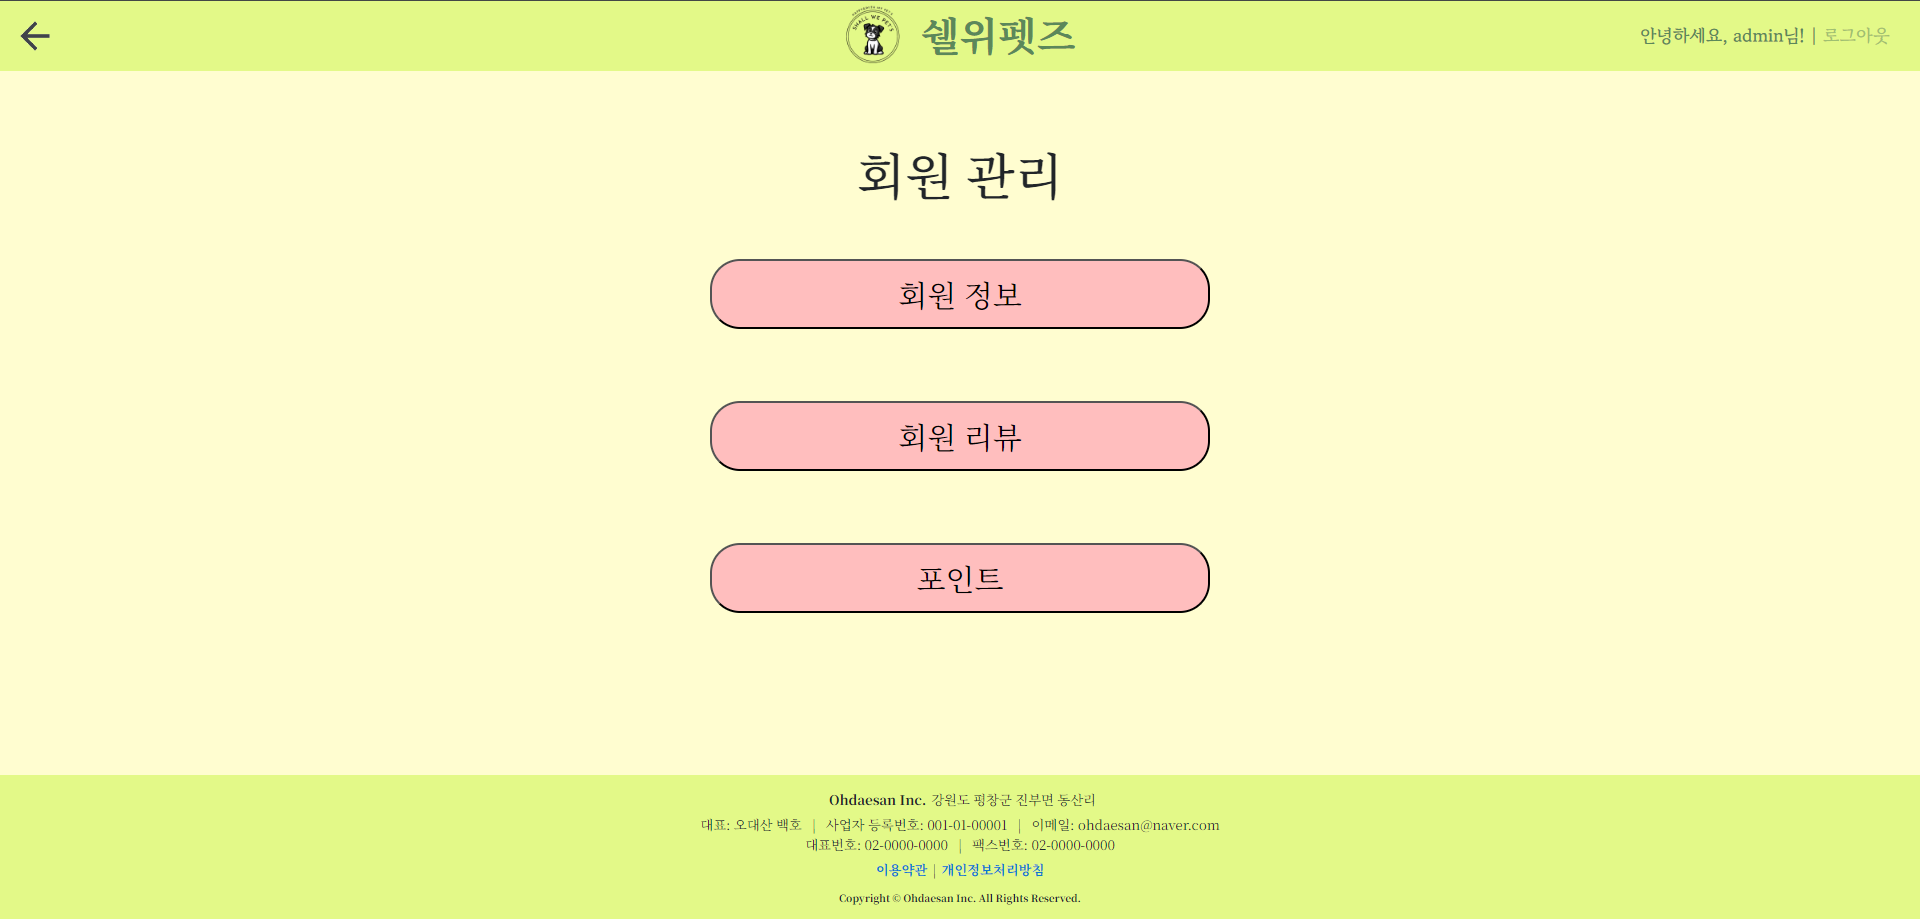 SHALL WE PET'S
쉘위펫즈
안녕하세요, admin님! | 로그아웃
회원 관리
회원 정보
회원 리뷰
포인트
Ohdaesan Inc. 강원도 평창군 진부면 동산리
대표: 오대산 백호 | 사업자 등록번호: 001-01-00001 | 이메일: ohdaesan@naver.com
대표번호: 02-0000-0000 | 팩스번호: 02-0000-0000
이용약관 | 개인정보처리방침
Copyright © Ohdaesan Inc. All Rights Reserved.